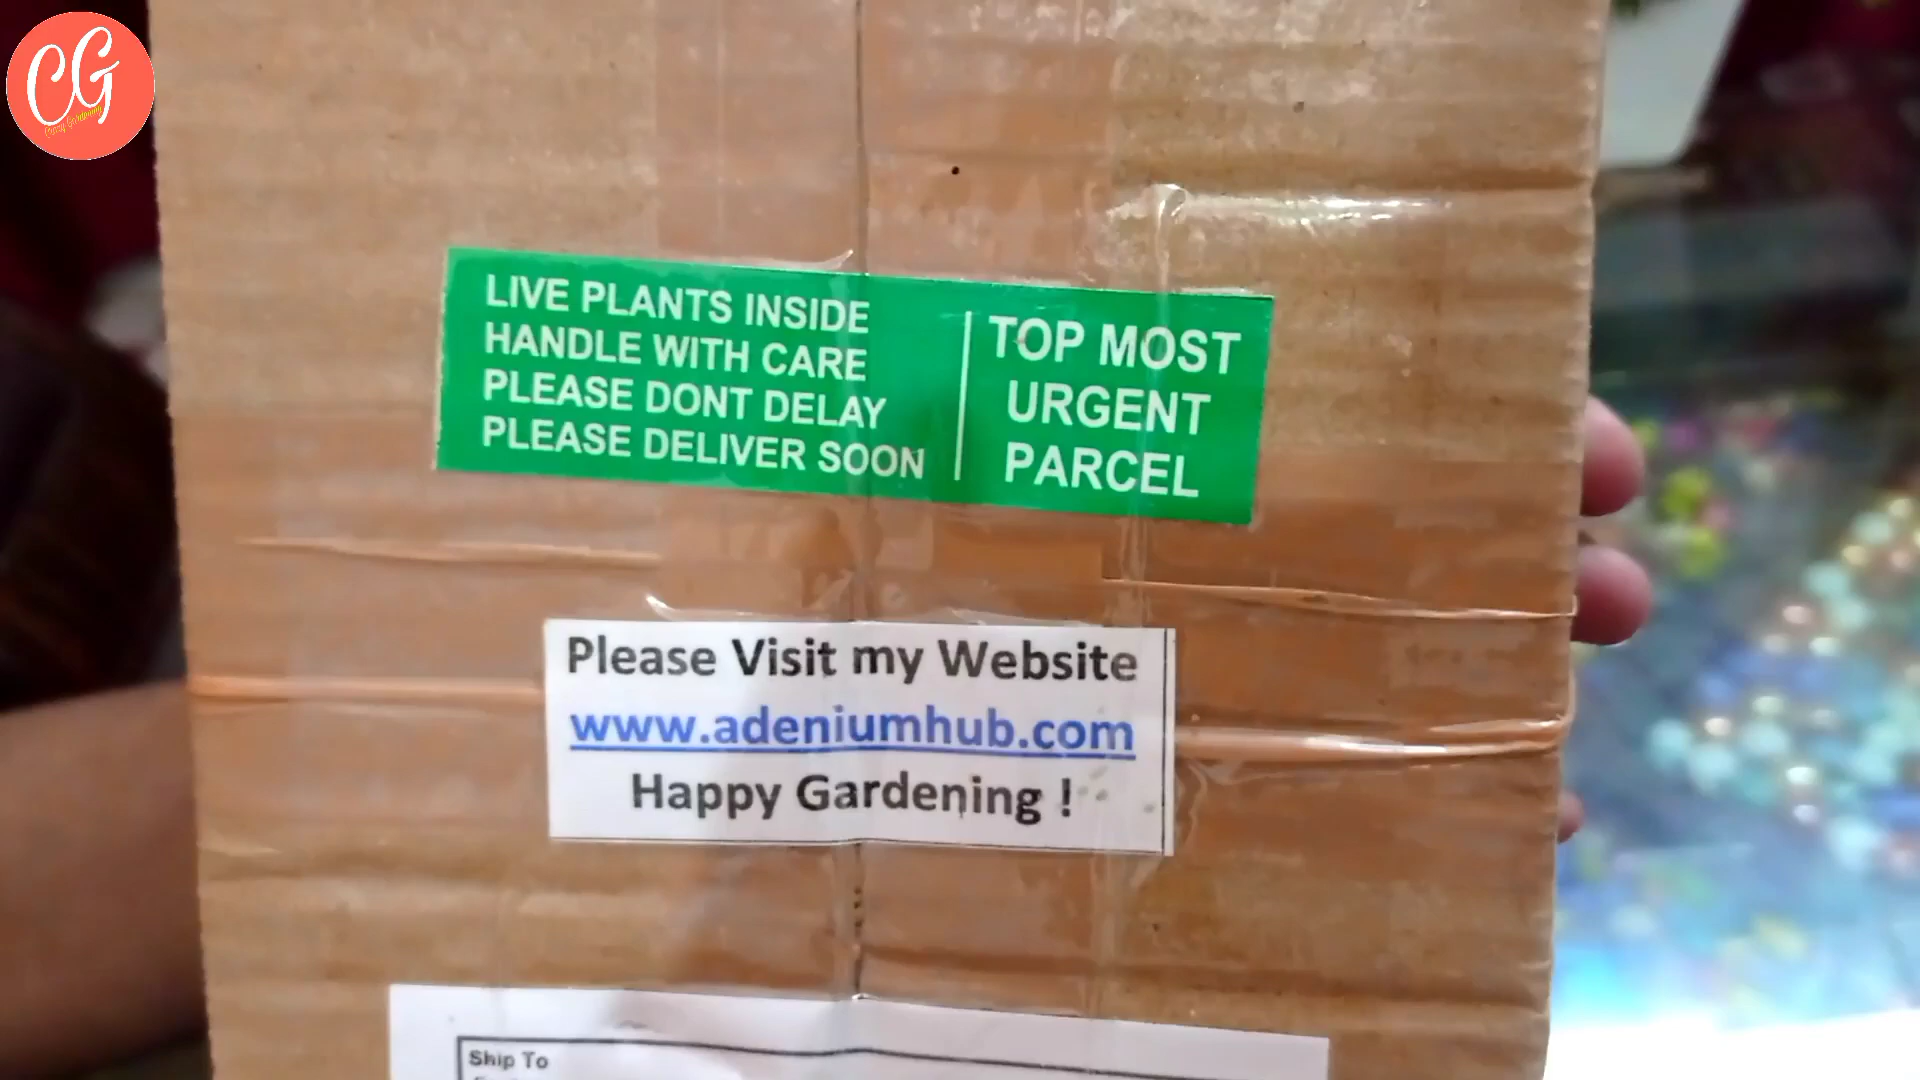 CG
LIVE PLANTS INSIDE
HANDLE WITH CARE
PLEASE DONT DELAY
PLEASE DELIVER SOON
TOP MOST
URGENT
PARCEL
Please Visit my Website
www.adeniumhub.com
Happy Gardening !
Ship To